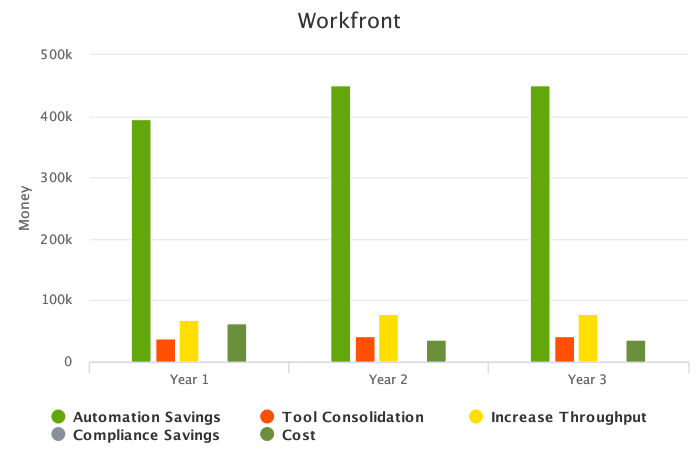 Workfront
500k
400k
300k
200k
100k
0
Money
Year 1
Year 2
Year 3
Automation Savings
Tool Consolidation
Increase Throughput
Compliance Savings
Cost